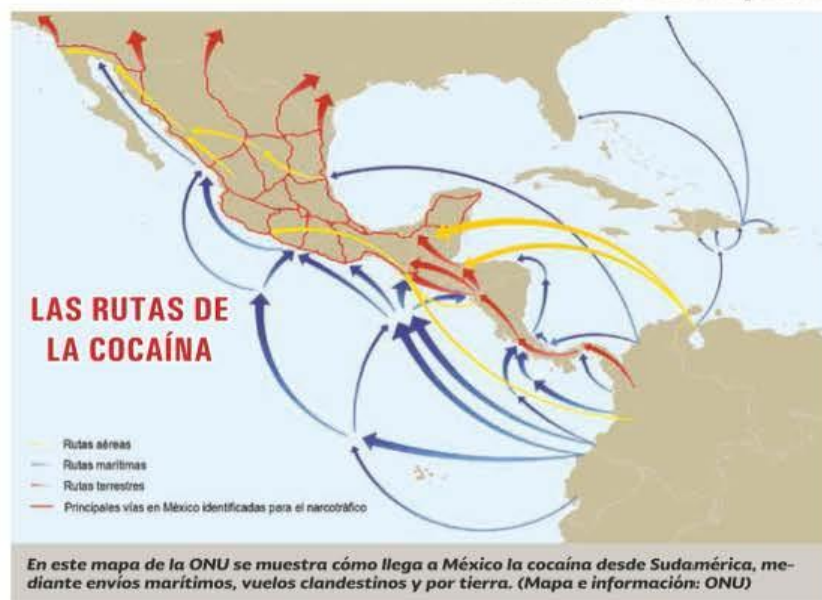 LAS RUTAS DE
LA COCAÍNA
Rutas aéreas
Rutas marítimas
Rutas terrestres
Principales vías en México identificadas para el narcotráfico
En este mapa de la ONU se muestra cómo llega a México la cocaína desde Sudamérica, me-
diante envíos marítimos, vuelos clandestinos y por tierra. (Mapa e información: ONU)